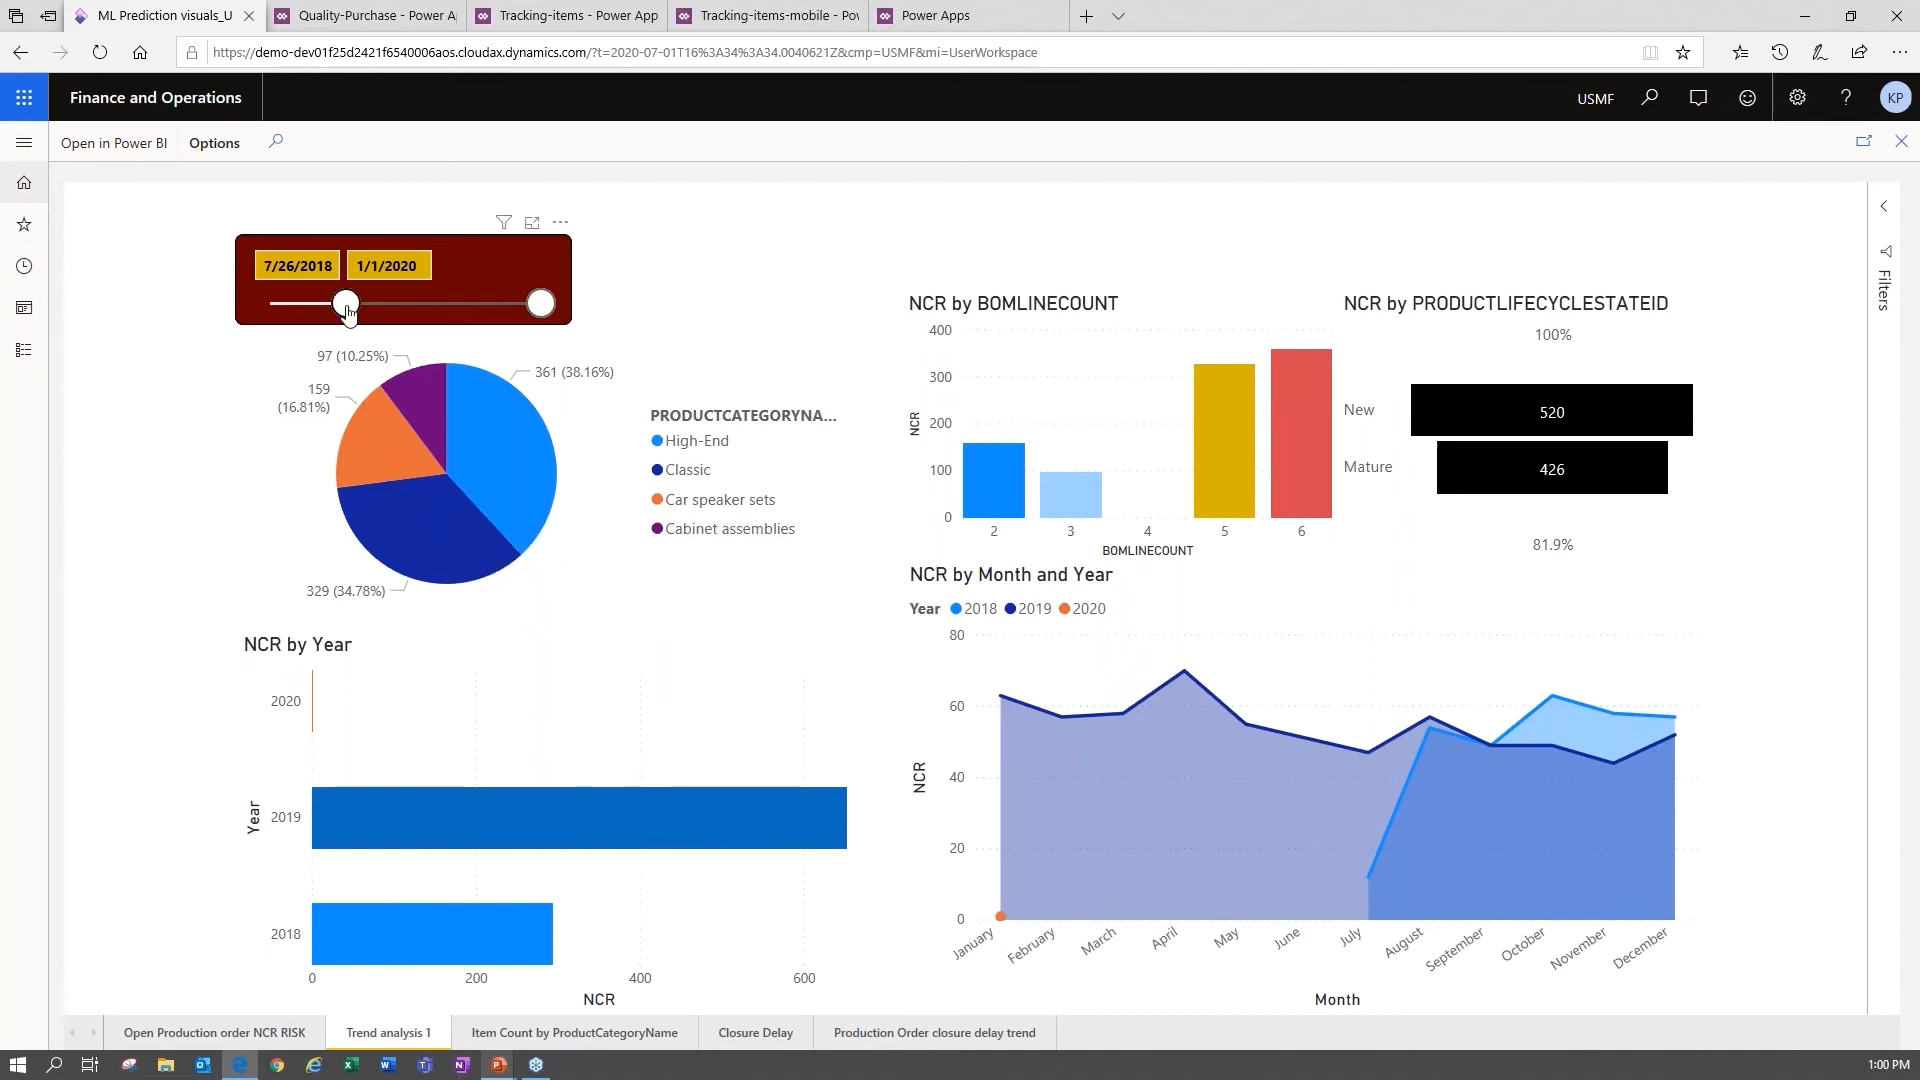 ML Prediction visuals_U
Quality-Purchase - Power A
Tracking-items - Power App
Tracking-items-mobile - Po
Power Apps
https://demo-dev01f25d2421f6540006aos.cloudax.dynamics.com/?t=2020-07-01T16%3A34%3A34.0040621Z&cmp=USMF&mi=UserWorkspace
Finance and Operations
USMF
?
KP
Open in Power BI
Options
Filters
7/26/2018
1/1/2020
97 (10.25%)
361 (38.16%)
159
(16.81%)
329 (34.78%)
PRODUCTCATEGORYNA...
High-End
Classic
Car speaker sets
Cabinet assemblies
NCR by BOMLINECOUNT
400
300
200
100
0
NCR
2
3
4
5
6
BOMLINECOUNT
NCR by PRODUCTLIFECYCLESTATEID
100%
New
520
Mature
426
81.9%
NCR by Year
2020
2019
2018
Year
0
200
400
600
NCR
NCR by Month and Year
Year
2018
2019
2020
80
60
40
20
0
NCR
January
February
March
April
May
June
July
August
September
October
November
December
Month
Open Production order NCR RISK
Trend analysis 1
Item Count by ProductCategoryName
Closure Delay
Production Order closure delay trend
1:00 PM